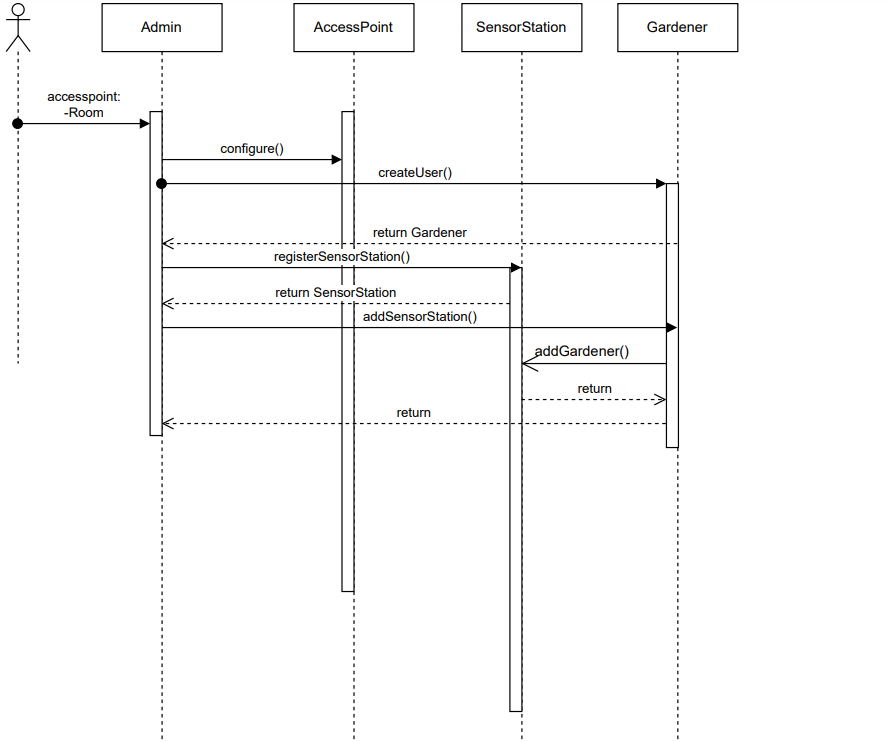 Admin
AccessPoint
SensorStation
Gardener
accesspoint:
-Room
configure()
createUser()
return Gardener
registerSensorStation()
return SensorStation
addSensorStation()
addGardener()
return
return